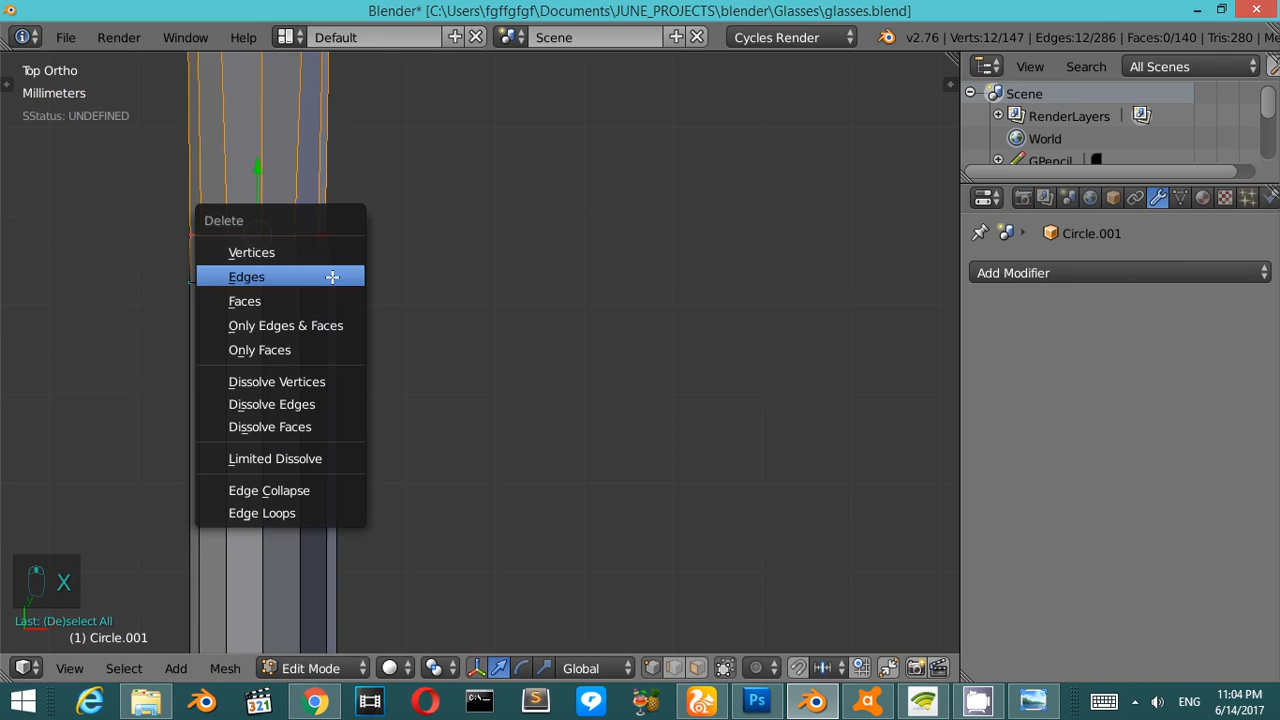 Blender* [C:\Users\fgffgfgf\Documents\JUNE_PROJECTS\blender\Glasses\glasses.blend]
File Render Window Help Default Scene Cycles Render v2.76 | Verts:12/147 | Edges:12/286 | Faces:0/140 | Tris:280 | Mem
Top Ortho
Millimeters
SStatus: UNDEFINED
View Search All Scenes
Scene
RenderLayers
World
GPencil
Circle.001
Add Modifier
Delete
Vertices
Edges
Faces
Only Edges & Faces
Only Faces
Dissolve Vertices
Dissolve Edges
Dissolve Faces
Limited Dissolve
Edge Collapse
Edge Loops
X
Last: (De)select All
(1) Circle.001
View Select Add Mesh Edit Mode Global
321
Ps
ENG
11:04 PM
6/14/2017